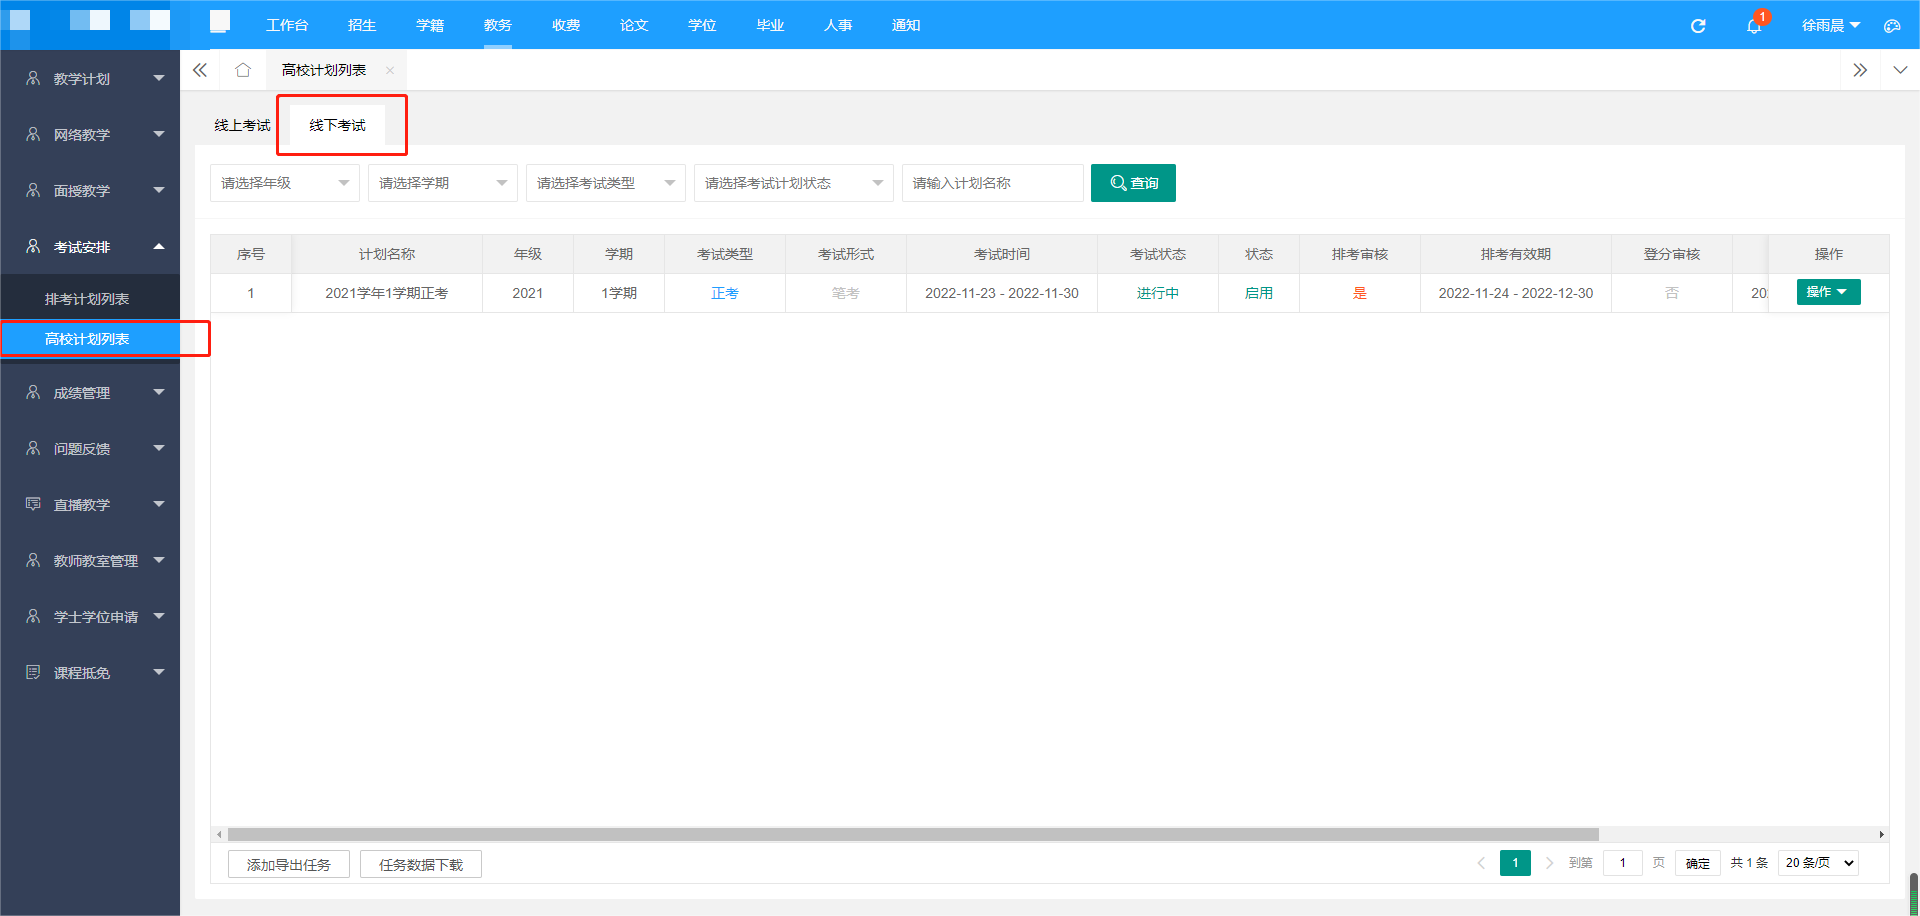 工作台 招生 学籍 教务 收费 论文 学位 毕业 人事 通知 1 徐雨晨
高校计划列表
教学计划
网络教学
面授教学
考试安排
排考计划列表
高校计划列表
成绩管理
问题反馈
直播教学
教师教室管理
学士学位申请
课程抵免
线上考试 线下考试
请选择年级 请选择学期 请选择考试类型 请选择考试计划状态 请输入计划名称 查询
序号 计划名称 年级 学期 考试类型 考试形式 考试时间 考试状态 状态 排考审核 排考有效期 登分审核 操作
1 2021学年1学期正考 2021 1学期 正考 笔考 2022-11-23 - 2022-11-30 进行中 启用 是 2022-11-24 - 2022-12-30 否 20 操作
添加导出任务 任务数据下载 1 到第 1 页 确定 共 1 条 20 条/页